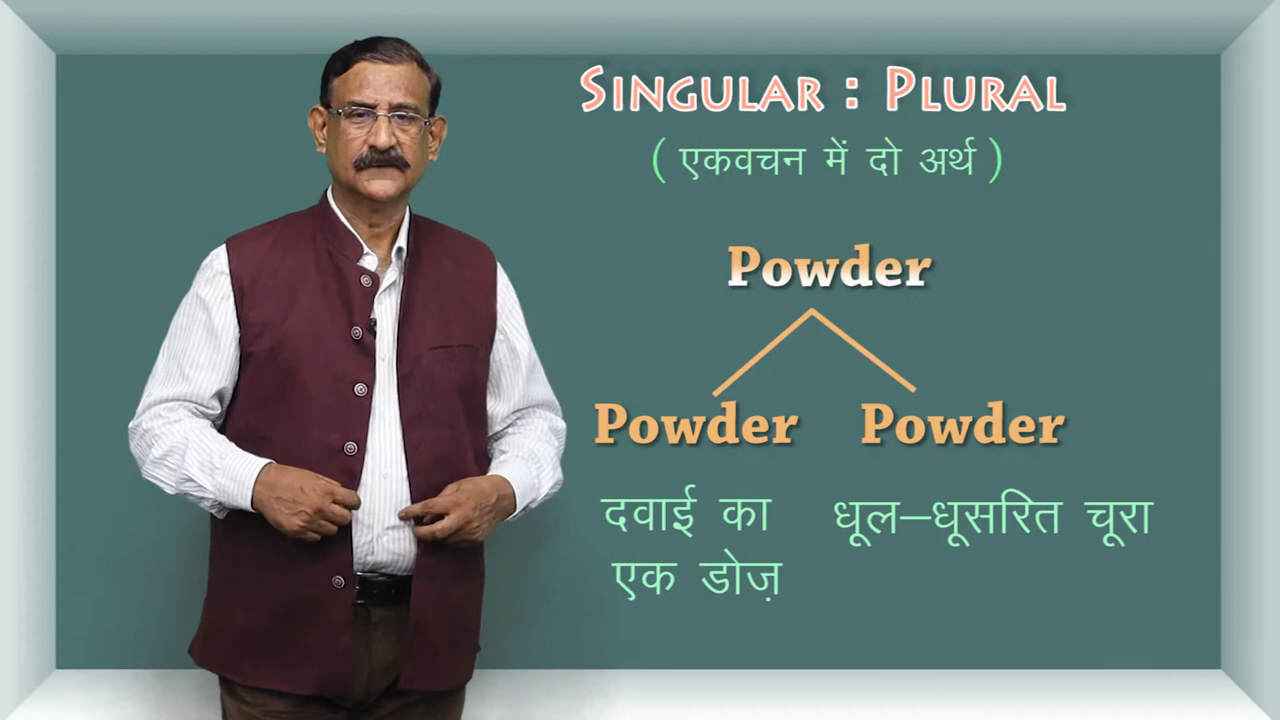 SINGULAR : PLURAL
( एकवचन में दो अर्थ )
Powder
Powder Powder
दवाई का धूल–धूसरित चूरा
एक डोज़